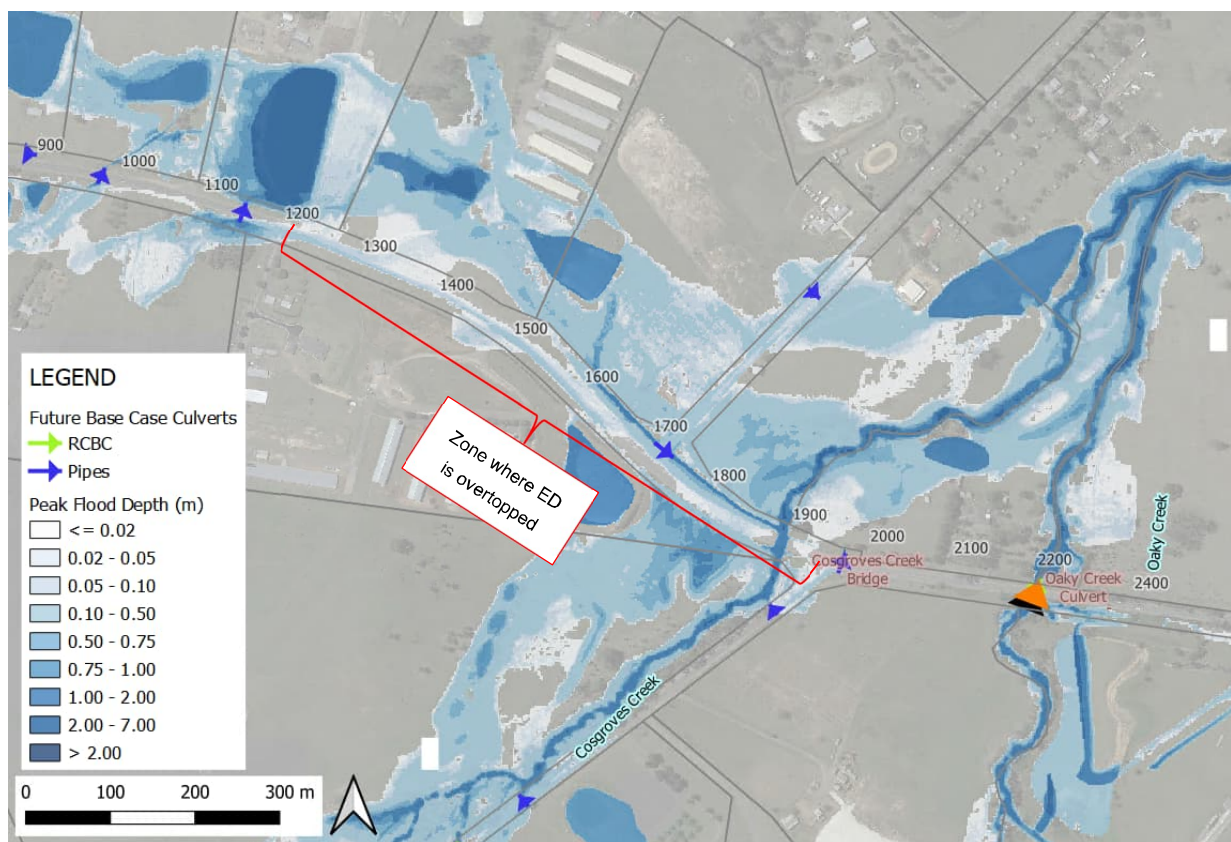 900
1000
1100
1200
1300
1400
1500
1600
1700
1800
1900
2000
2100
2200
2400
Zone where ED
is overtopped
Cosgroves Creek
Bridge
Oaky Creek
Culvert
Oaky Creek
Cosgroves Creek
LEGEND
Future Base Case Culverts
RCBC
Pipes
Peak Flood Depth (m)
<= 0.02
0.02 - 0.05
0.05 - 0.10
0.10 - 0.50
0.50 - 0.75
0.75 - 1.00
1.00 - 2.00
2.00 - 7.00
> 2.00
0 100 200 300 m